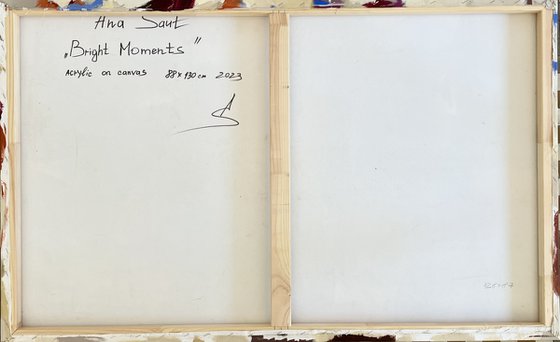 Ana Saut
„Bright Moments”
Acrylic on canvas 88 x 130 cm 2023